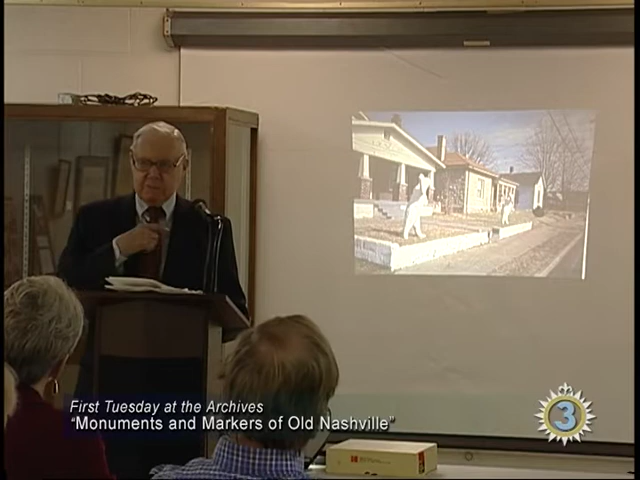 First Tuesday at the Archives
"Monuments and Markers of Old Nashville"
3